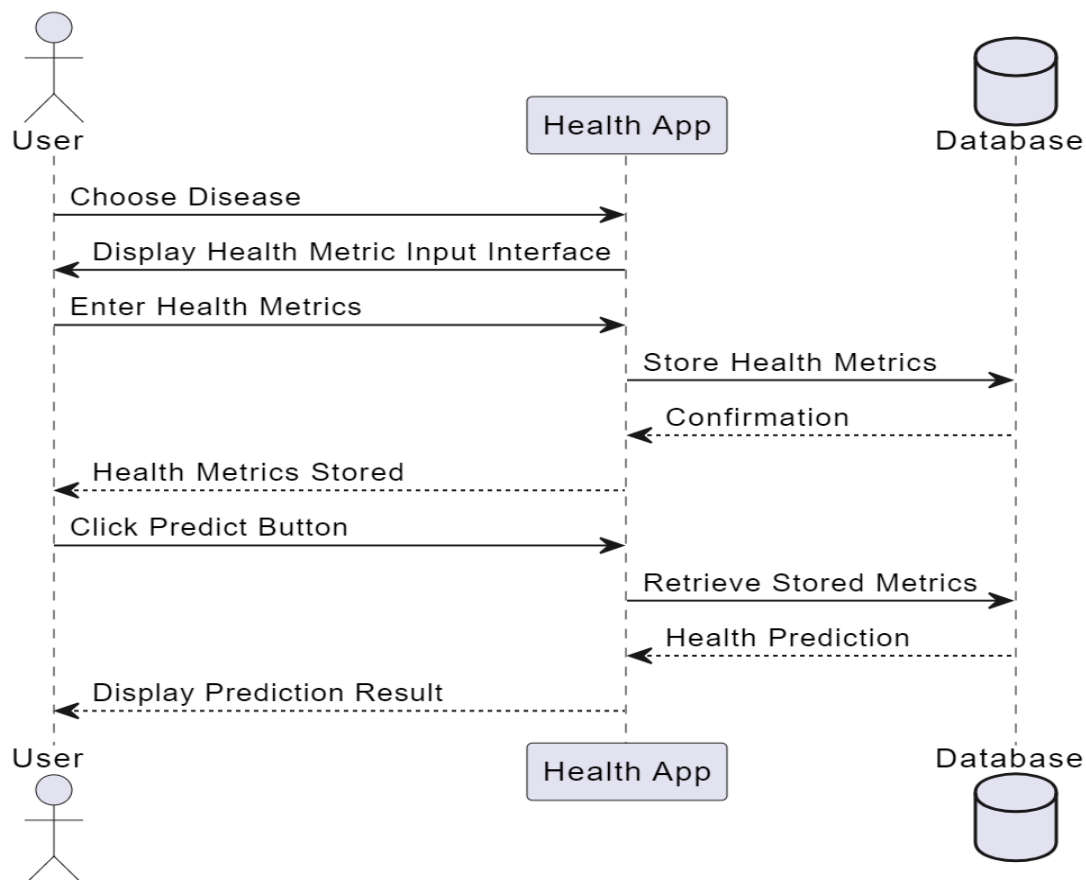 User
Health App
Database
Choose Disease
Display Health Metric Input Interface
Enter Health Metrics
Store Health Metrics
Confirmation
Health Metrics Stored
Click Predict Button
Retrieve Stored Metrics
Health Prediction
Display Prediction Result
User
Health App
Database